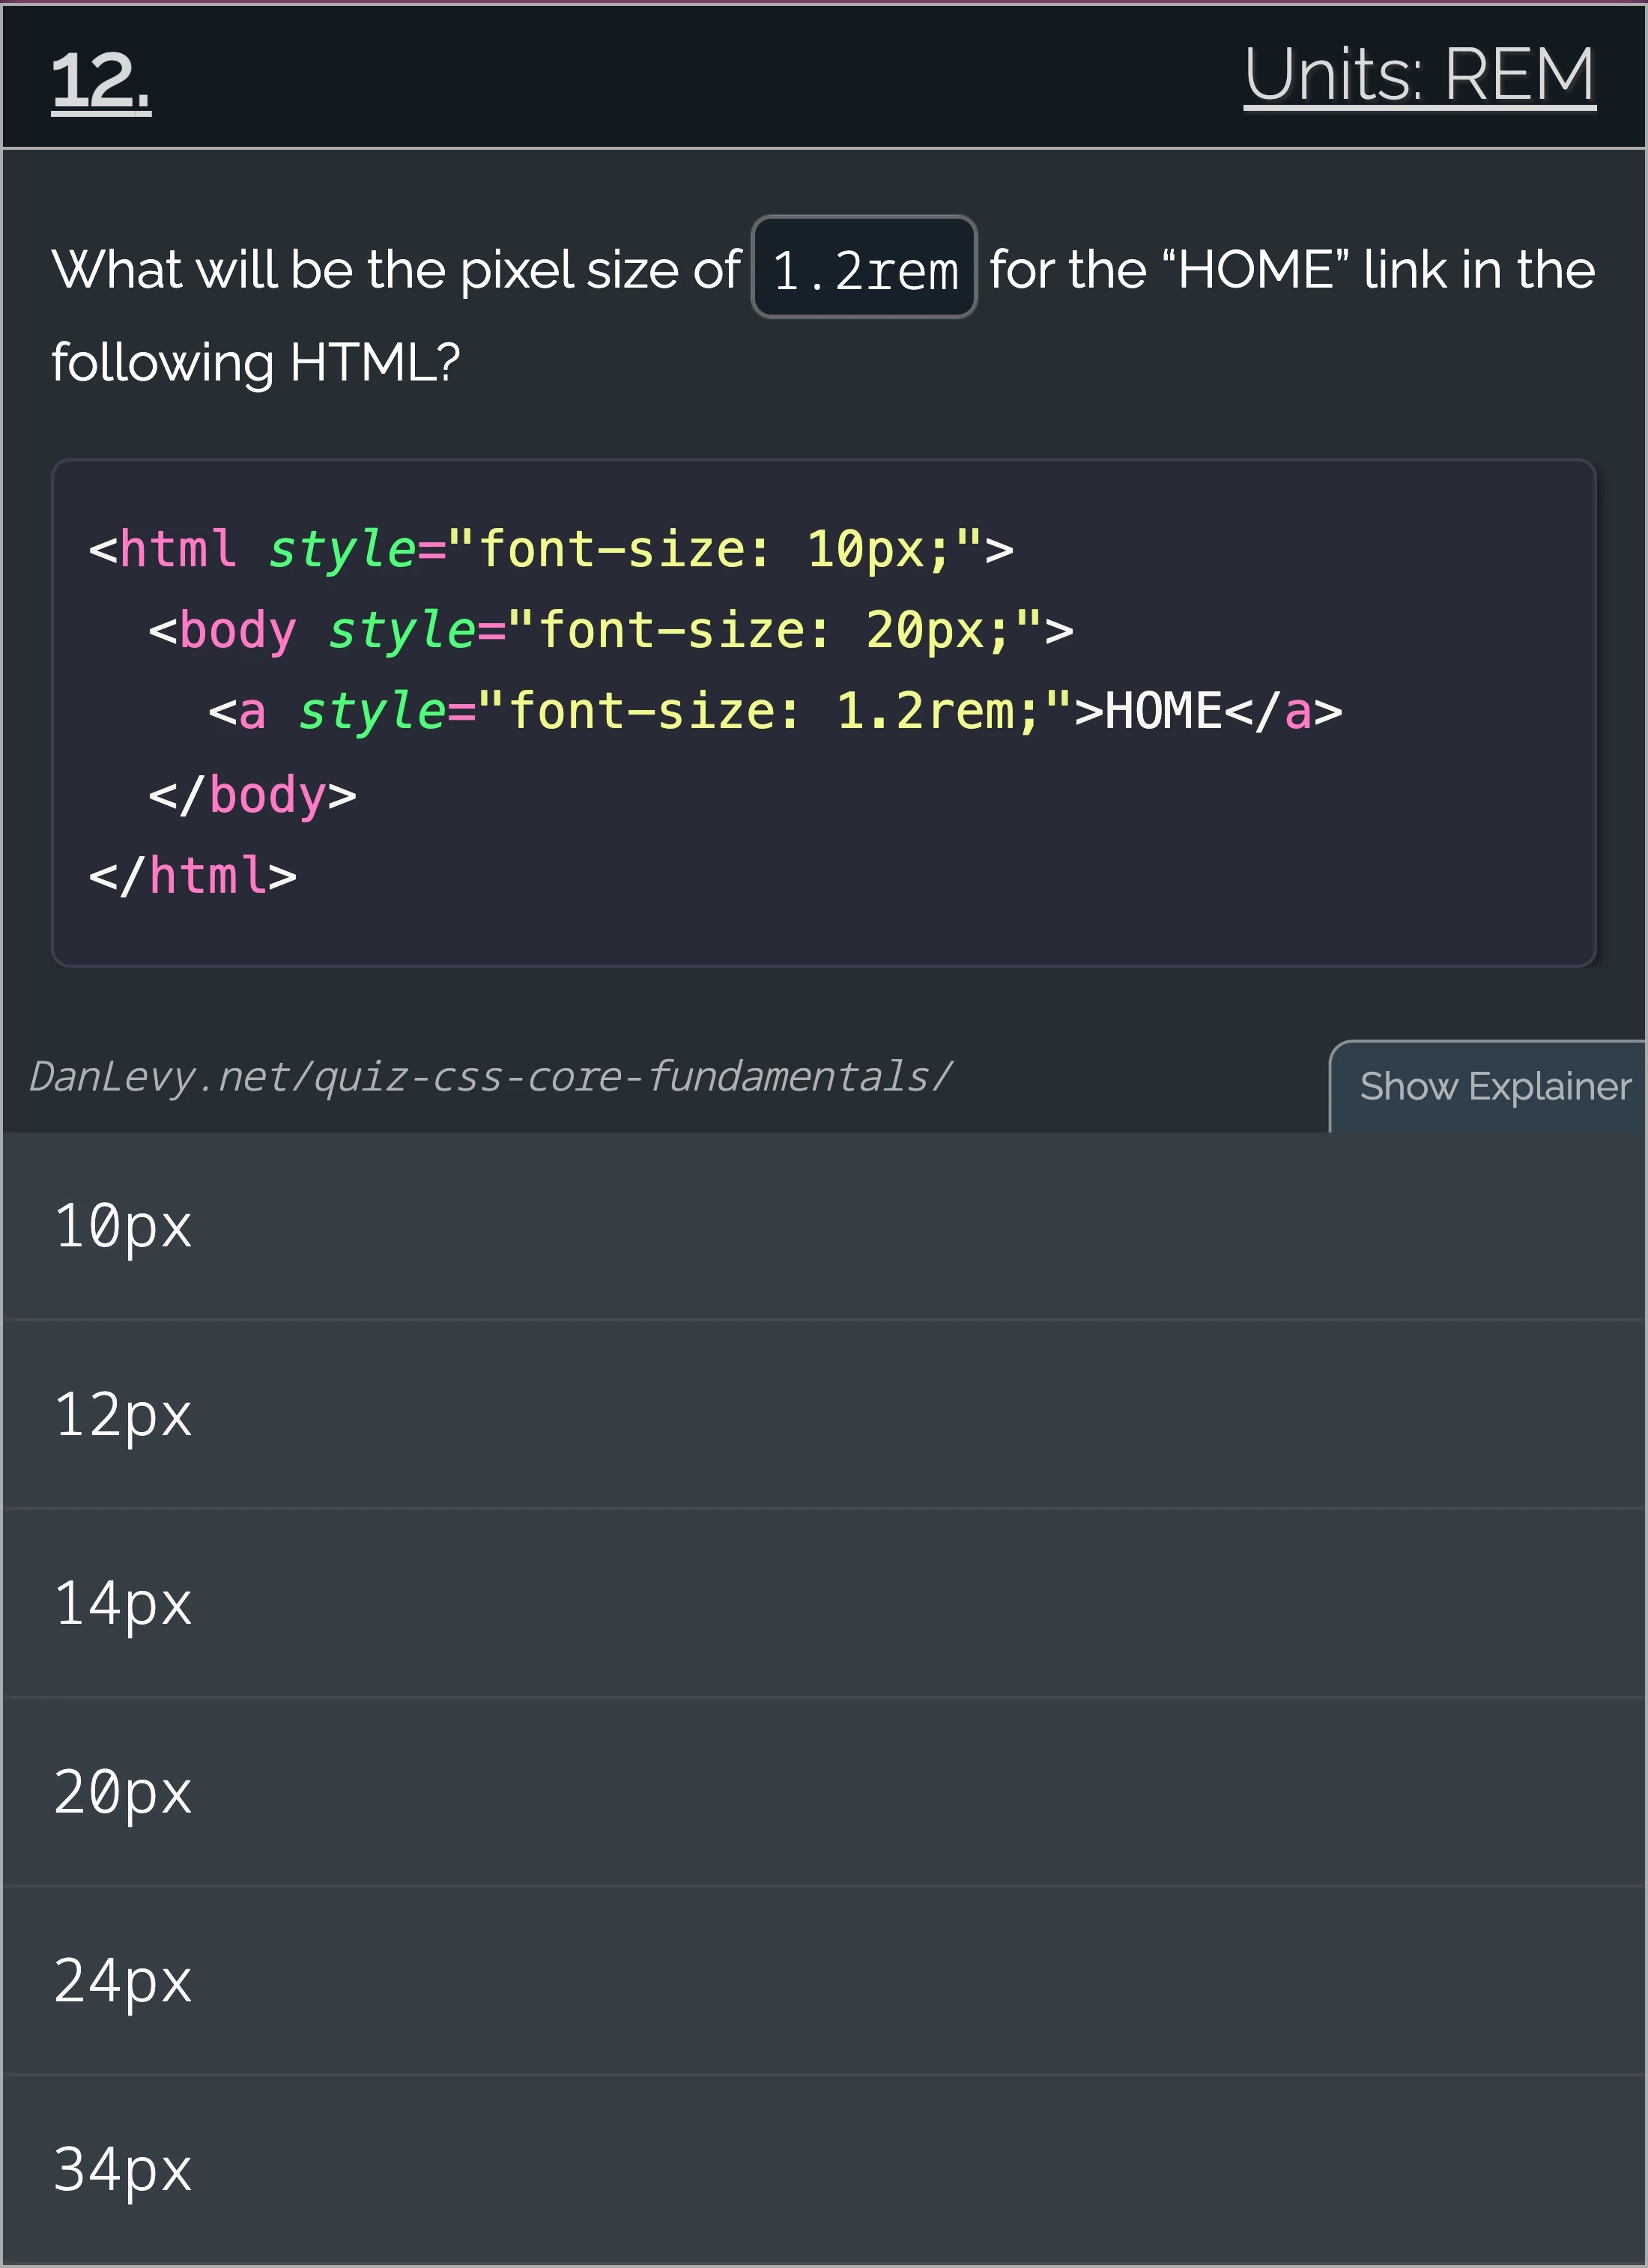 12.
Units: REM
What will be the pixel size of 1.2rem for the “HOME” link in the
following HTML?
<html style="font-size: 10px;">
  <body style="font-size: 20px;">
    <a style="font-size: 1.2rem;">HOME</a>
  </body>
</html>
DanLevy.net/quiz-css-core-fundamentals/
Show Explainer
10px
12px
14px
20px
24px
34px